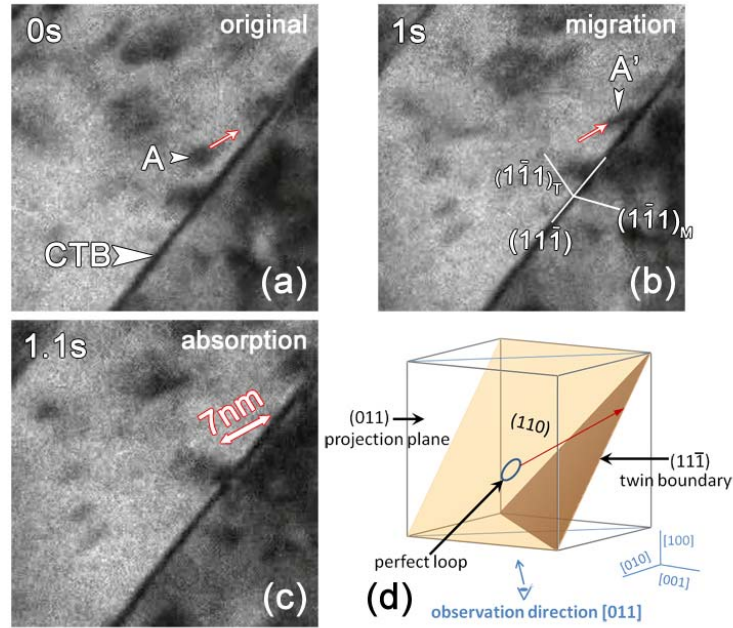 0s
original
A
CTB
(a)
1s
migration
A'
(11̅1)T
(111̅)
(11̅1)M
(b)
1.1s
absorption
7nm
(c)
(011)
projection plane
(110)
(111̅)
twin boundary
perfect loop
[100]
[010]
[001]
(d)
observation direction [011]